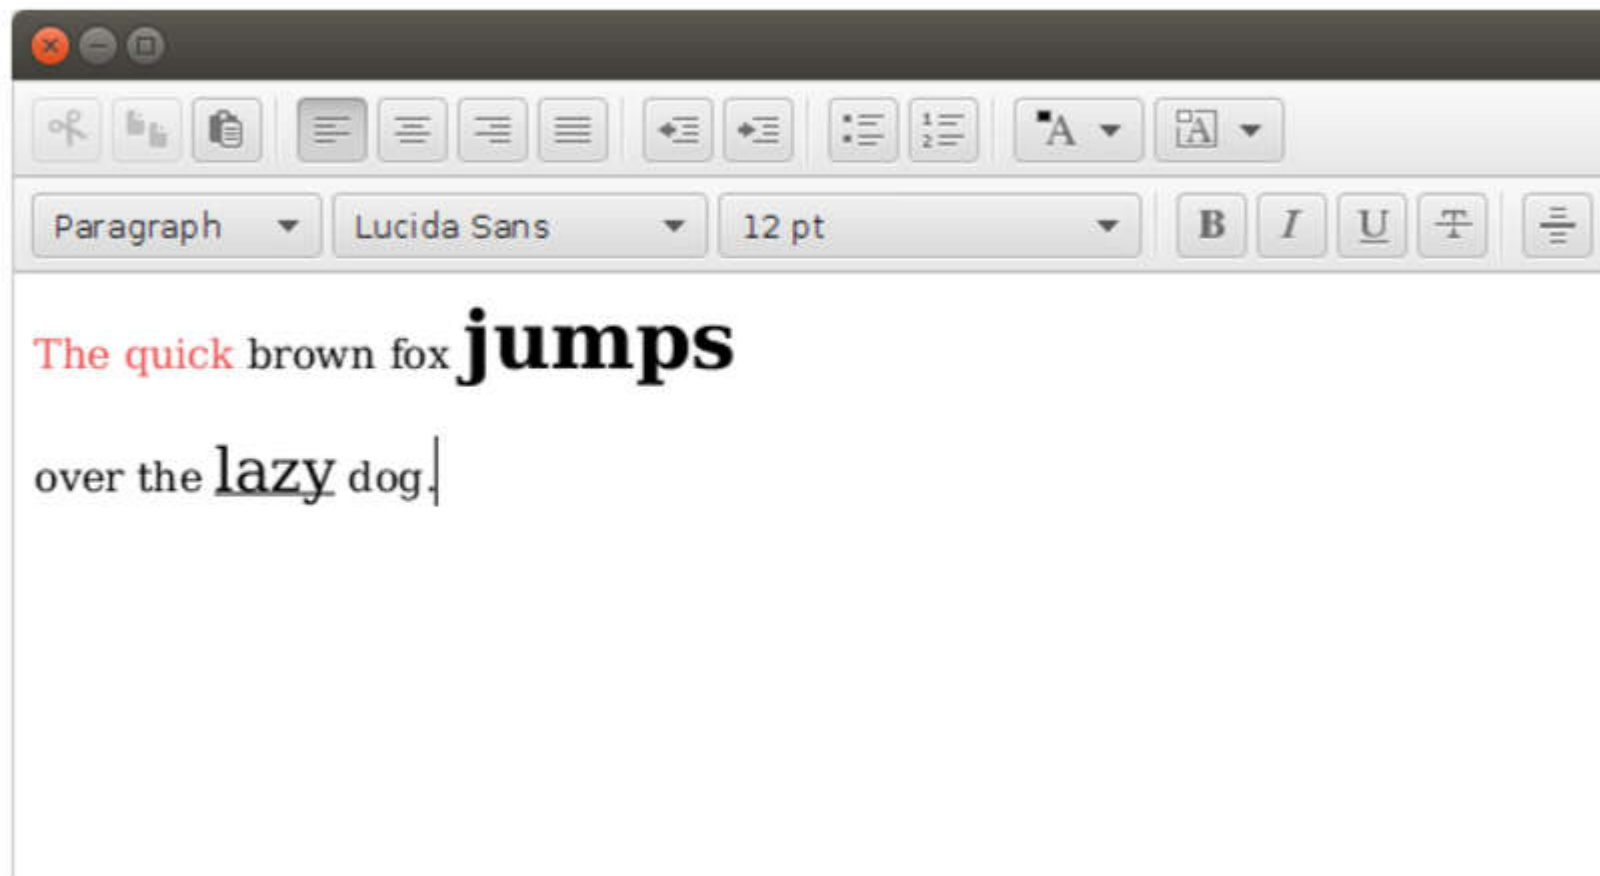 Paragraph Lucida Sans 12 pt B I U T
The quick brown fox jumps
over the lazy dog.